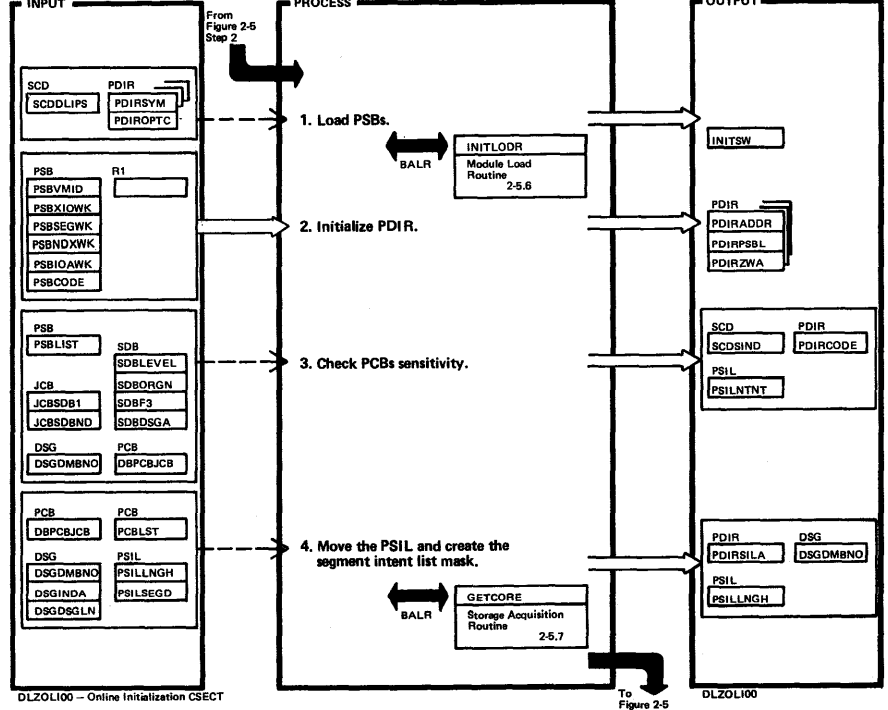 INPUT
From
Figure 2-5
Step 2
PROCESS
OUTPUT
SCD
PDIR
SCDDLIPS
PDIRSYM
PDIROPTC
1. Load PSBs.
BALR
INITLODR
Module Load
Routine
2-5.6
INITSW
PSB
R1
PSBVMID
PSBXIOWK
PSBSEGWK
PSBNDXWK
PSBIOAWK
PSBCODE
2. Initialize PDIR.
PDIR
PDIRADDR
PDIRPSBL
PDIRZWA
PSB
PSBLIST
SDB
SDBLEVEL
SDBORGN
SDBF3
SDBDSGA
JCB
JCBSDB1
JCBSDBND
DSG
DSGDMBNO
PCB
DBPCBJCB
3. Check PCBs sensitivity.
SCD
PDIR
SCDSIND
PDIRCODE
PSIL
PSILNTNT
PCB
PCB
DBPCBJCB
PCBLST
DSG
PSIL
DSGDMBNO
PSILLNGH
DSGINDA
PSILSEGD
DSGDSGLN
4. Move the PSIL and create the
segment intent list mask.
BALR
GETCORE
Storage Acquisition
Routine
2-5.7
PDIR
DSG
PDIRSILA
DSGDMBNO
PSIL
PSILLNGH
DLZOLI00 — Online Initialization CSECT
To
Figure 2-5
DLZOLI00